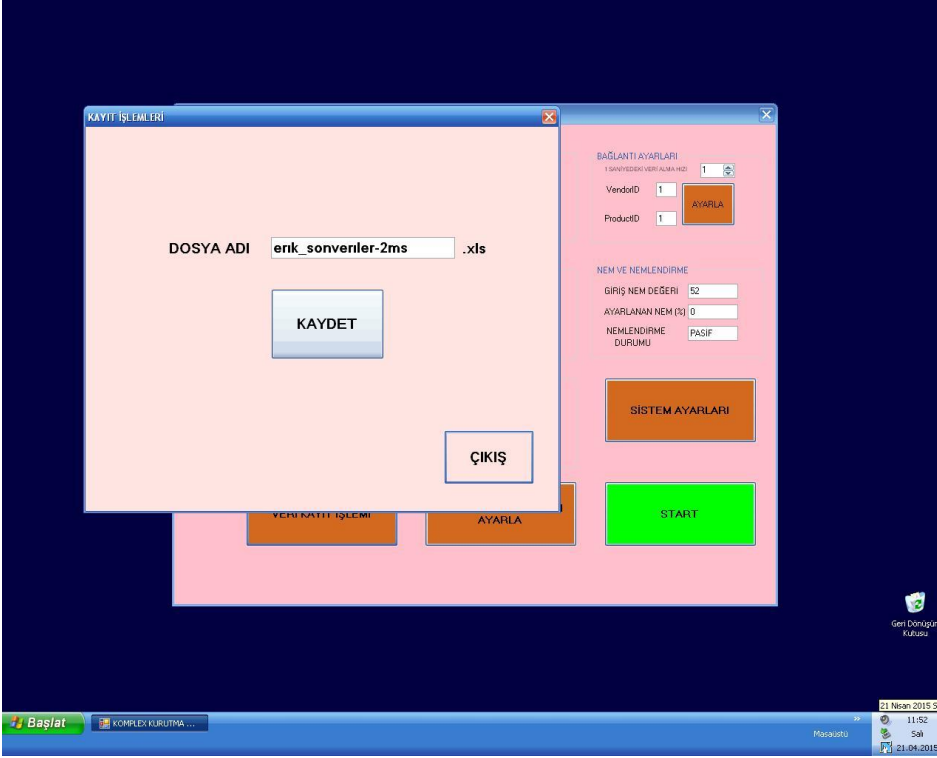 KAYIT İŞLEMLERİ
DOSYA ADI erık_sonverıler-2ms .xls
KAYDET
ÇIKIŞ
BAĞLANTI AYARLARI
1 SANİYEDEKİ VERİ ALMA HIZI 1
VendorID 1
AYARLA
ProductID 1
NEM VE NEMLENDİRME
GİRİŞ NEM DEĞERİ 52
AYARLANAN NEM (%) 0
NEMLENDİRME PASİF
DURUMU
SİSTEM AYARLARI
VERİ KAYIT İŞLEMİ
AYARLA
START
Geri Dönüşüm
Kutusu
Başlat
KOMPLEX KURUTMA ...
Masaüstü
»
21 Nisan 2015 S
11:52
Salı
21.04.2015